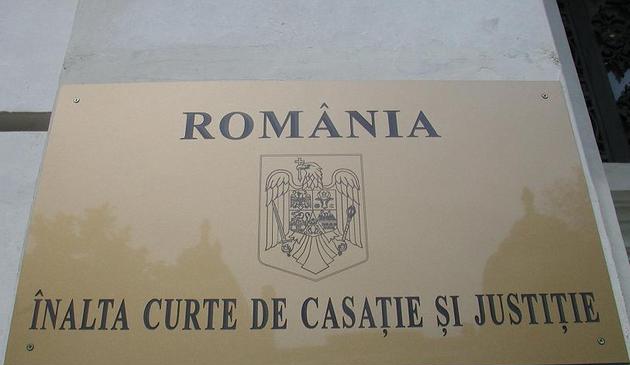 ROMÂNIA
ÎNALTA CURTE DE CASAȚIE ȘI JUSTIȚIE